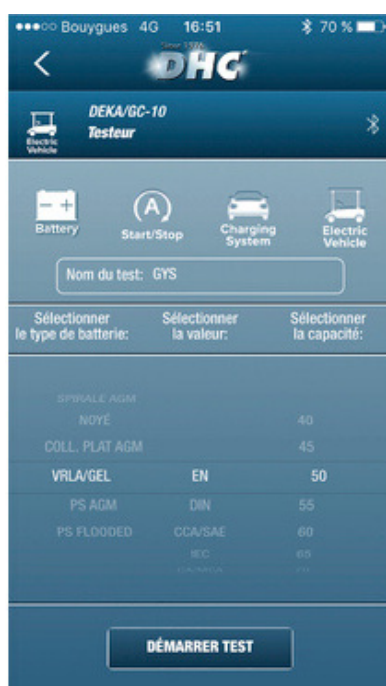 Bouygues 4G 16:51 70 %
Since 1986
DHC
DEKA/GC-10
Testeur
Electric
Vehicle
Battery
Start/Stop
Charging
System
Electric
Vehicle
Nom du test: GYS
Sélectionner
le type de batterie:
Sélectionner
la valeur:
Sélectionner
la capacité:
SPIRALE AGM
NOYÉ 40
COLL. PLAT AGM 45
VRLA/GEL EN 50
PS AGM DIN 55
PS FLOODED CCA/SAE 60
IEC 65
DÉMARRER TEST